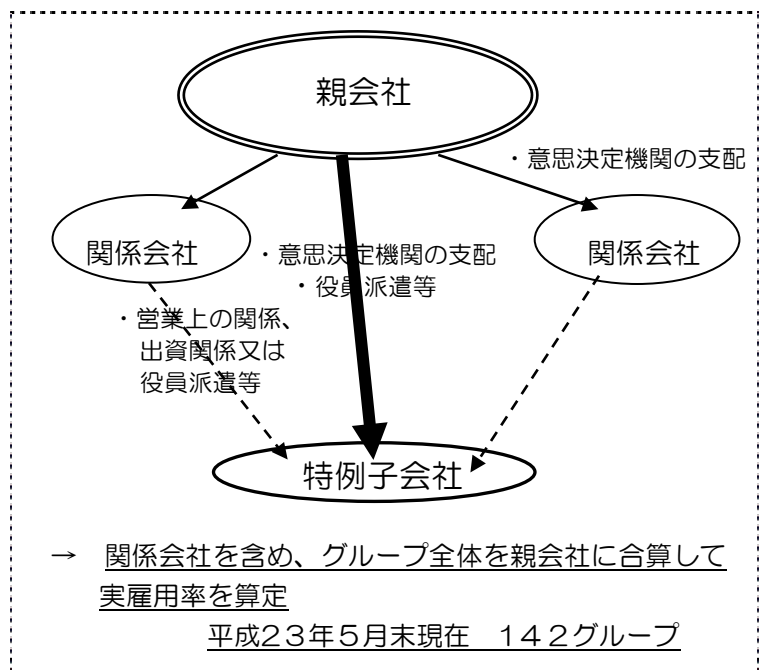 親会社
・意思決定機関の支配
関係会社
・意思決定機関の支配
・役員派遣等
関係会社
・営業上の関係、
出資関係又は
役員派遣等
特例子会社
→ 関係会社を含め、グループ全体を親会社に合算して
実雇用率を算定
平成23年5月末現在 142グループ